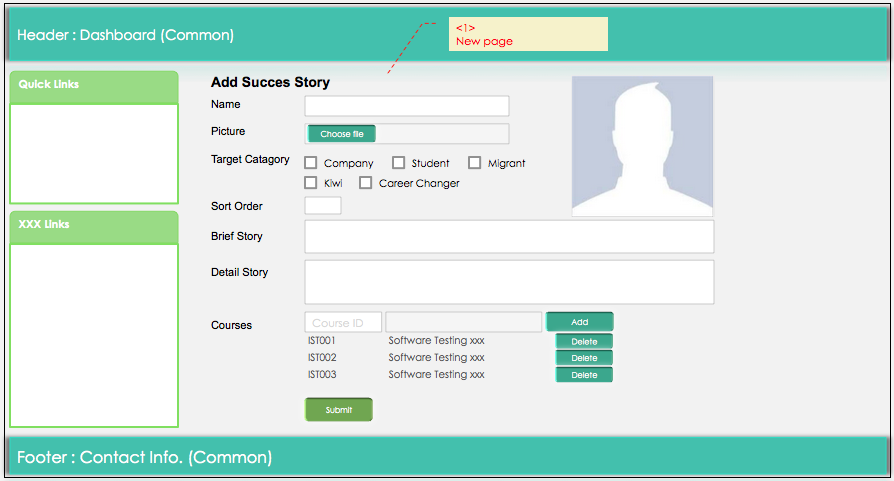 Header : Dashboard (Common)
<1>
New page
Quick Links
XXX Links
Add Succes Story
Name
Picture
Choose file
Target Catagory
Company
Student
Migrant
Kiwi
Career Changer
Sort Order
Brief Story
Detail Story
Courses
Course ID
Add
IST001 Software Testing xxx Delete
IST002 Software Testing xxx Delete
IST003 Software Testing xxx Delete
Submit
Footer : Contact Info. (Common)